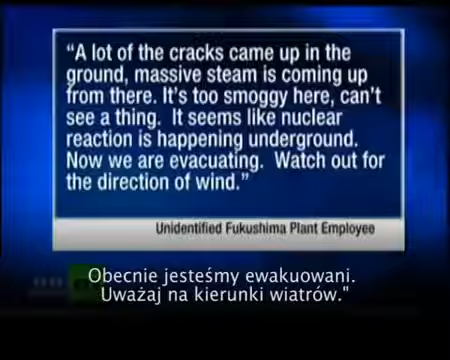 “A lot of the cracks came up in the
ground, massive steam is coming up
from there. It's too smoggy here, can't
see a thing.  It seems like nuclear
reaction is happening underground.
Now we are evacuating.  Watch out for
the direction of wind.”
Unidentified Fukushima Plant Employee
Obecnie jesteśmy ewakuowani.
Uważaj na kierunki wiatrów."